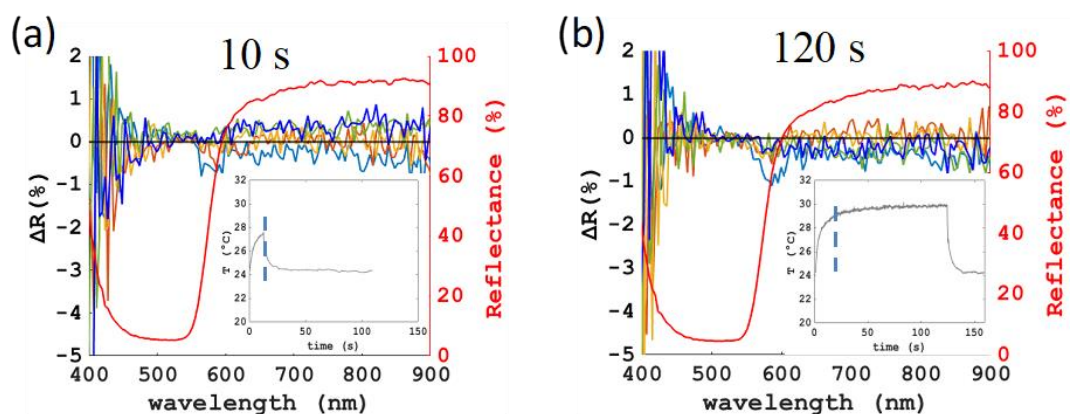 (a)
10 s
2
1
0
-1
-2
-3
-4
-5
ΔR(%)
100
80
60
40
20
0
Reflectance (%)
400 500 600 700 800 900
wavelength (nm)
32
30
28
26
24
22
20
T (°C)
0 50 100 150
time (s)
(b)
120 s
2
1
0
-1
-2
-3
-4
-5
ΔR(%)
100
80
60
40
20
0
Reflectance (%)
400 500 600 700 800 900
wavelength (nm)
32
30
28
26
24
22
20
T (°C)
0 50 100 150
time (s)